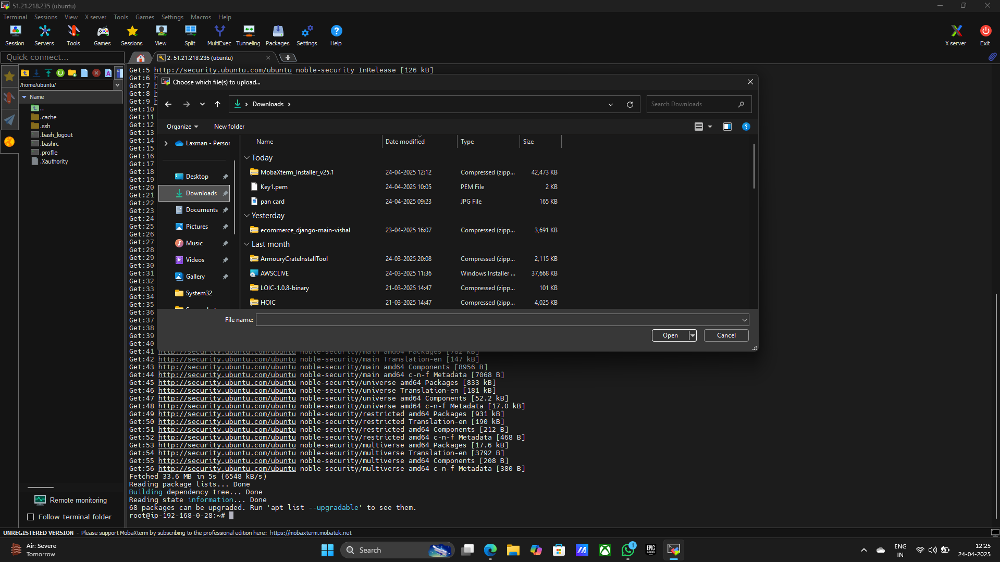 51.21.218.235 (ubuntu)
Terminal Sessions View X server Tools Games Settings Macros Help
Session Servers Tools Games Sessions View Split MultiExec Tunneling Packages Settings Help X server Exit
Quick connect... 2. 51.21.218.235 (ubuntu)
/home/ubuntu/
Name
..
.cache
.ssh
.bash_logout
.bashrc
.profile
.Xauthority
Remote monitoring
Follow terminal folder
Get:5 http://security.ubuntu.com/ubuntu noble-security InRelease [126 kB]
Get:6 h
Get:7 h
Get:8 h
Get:9 h
Get:10
Get:11
Get:12
Get:13
Get:14
Get:15
Get:16
Get:17
Get:18
Get:19
Get:20
Get:21
Get:22
Get:23
Get:24
Get:25
Get:26
Get:27
Get:28
Get:29
Get:30
Get:31
Get:32
Get:33
Get:34
Get:35
Get:36
Get:37
Get:38
Get:39
Get:40
Choose which file(s) to upload...
Downloads
Search Downloads
Organize New folder
Laxman - Person
Desktop
Downloads
Documents
Pictures
Music
Videos
Gallery
System32
Name Date modified Type Size
Today
MobaXterm_Installer_v25.1 24-04-2025 12:12 Compressed (zipp... 42,473 KB
Key1.pem 24-04-2025 10:05 PEM File 2 KB
pan card 24-04-2025 09:23 JPG File 165 KB
Yesterday
ecommerce_django-main-vishal 23-04-2025 16:07 Compressed (zipp... 3,691 KB
Last month
ArmouryCrateInstallTool 24-03-2025 20:08 Compressed (zipp... 2,115 KB
AWSCLIVE 24-03-2025 11:36 Windows Installer ... 37,668 KB
LOIC-1.0.8-binary 21-03-2025 14:47 Compressed (zipp... 101 KB
HOIC 21-03-2025 14:47 Compressed (zipp... 4,025 KB
File name:
Open Cancel
Get:41 http://security.ubuntu.com/ubuntu noble-security/main amd64 Packages [782 kB]
Get:42 http://security.ubuntu.com/ubuntu noble-security/main Translation-en [147 kB]
Get:43 http://security.ubuntu.com/ubuntu noble-security/main amd64 Components [8956 B]
Get:44 http://security.ubuntu.com/ubuntu noble-security/main amd64 c-n-f Metadata [7068 B]
Get:45 http://security.ubuntu.com/ubuntu noble-security/universe amd64 Packages [833 kB]
Get:46 http://security.ubuntu.com/ubuntu noble-security/universe Translation-en [181 kB]
Get:47 http://security.ubuntu.com/ubuntu noble-security/universe amd64 Components [52.2 kB]
Get:48 http://security.ubuntu.com/ubuntu noble-security/universe amd64 c-n-f Metadata [17.0 kB]
Get:49 http://security.ubuntu.com/ubuntu noble-security/restricted amd64 Packages [931 kB]
Get:50 http://security.ubuntu.com/ubuntu noble-security/restricted Translation-en [190 kB]
Get:51 http://security.ubuntu.com/ubuntu noble-security/restricted amd64 Components [212 B]
Get:52 http://security.ubuntu.com/ubuntu noble-security/restricted amd64 c-n-f Metadata [468 B]
Get:53 http://security.ubuntu.com/ubuntu noble-security/multiverse amd64 Packages [17.6 kB]
Get:54 http://security.ubuntu.com/ubuntu noble-security/multiverse Translation-en [3792 B]
Get:55 http://security.ubuntu.com/ubuntu noble-security/multiverse amd64 Components [208 B]
Get:56 http://security.ubuntu.com/ubuntu noble-security/multiverse amd64 c-n-f Metadata [380 B]
Fetched 33.6 MB in 5s (6548 kB/s)
Reading package lists... Done
Building dependency tree... Done
Reading state information... Done
68 packages can be upgraded. Run 'apt list --upgradable' to see them.
root@ip-192-168-0-28:~#
UNREGISTERED VERSION - Please support MobaXterm by subscribing to the professional edition here: https://mobaxterm.mobatek.net
Air: Severe
Tomorrow
Search
1
EPIC
GAMES
ENG
IN
12:25
24-04-2025